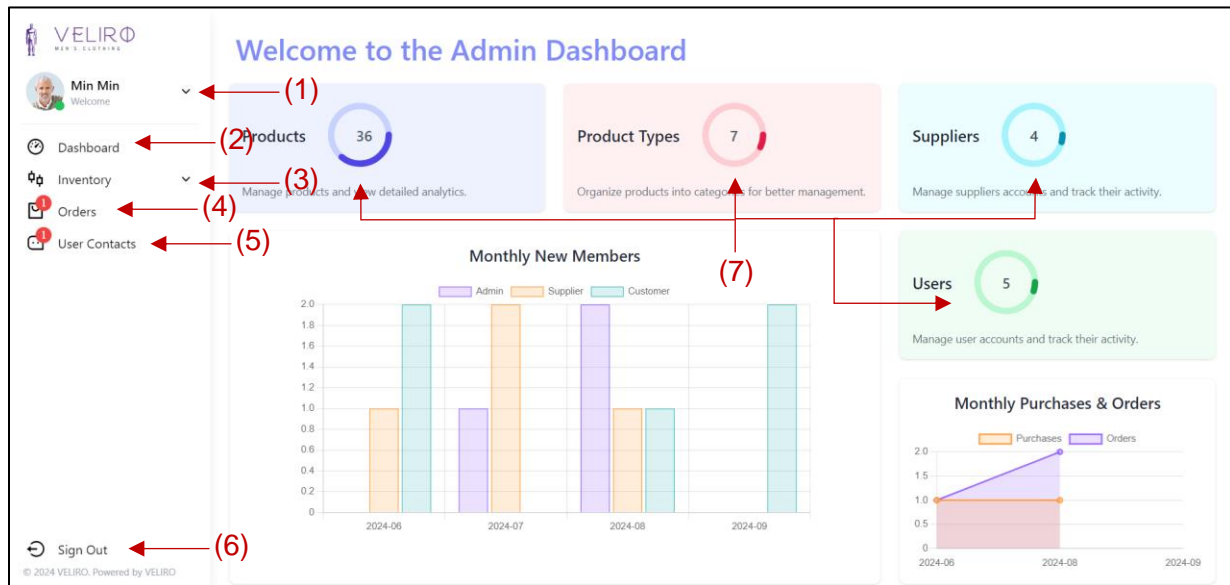 VELIRO
MEN'S CLOTHING
Min Min
Welcome
(1)
Dashboard
(2)
Inventory
(3)
1
Orders
(4)
1
User Contacts
(5)
Sign Out
(6)
© 2024 VELIRO. Powered by VELIRO
Welcome to the Admin Dashboard
Products 36
Manage products and view detailed analytics.
Product Types 7
Organize products into categories for better management.
Suppliers 4
Manage suppliers accounts and track their activity.
(7)
Users 5
Manage user accounts and track their activity.
Monthly New Members
Admin Supplier Customer
2.0
1.8
1.6
1.4
1.2
1.0
0.8
0.6
0.4
0.2
0
2024-06 2024-07 2024-08 2024-09
Monthly Purchases & Orders
Purchases Orders
2.0
1.5
1.0
0.5
0
2024-06 2024-08 2024-09